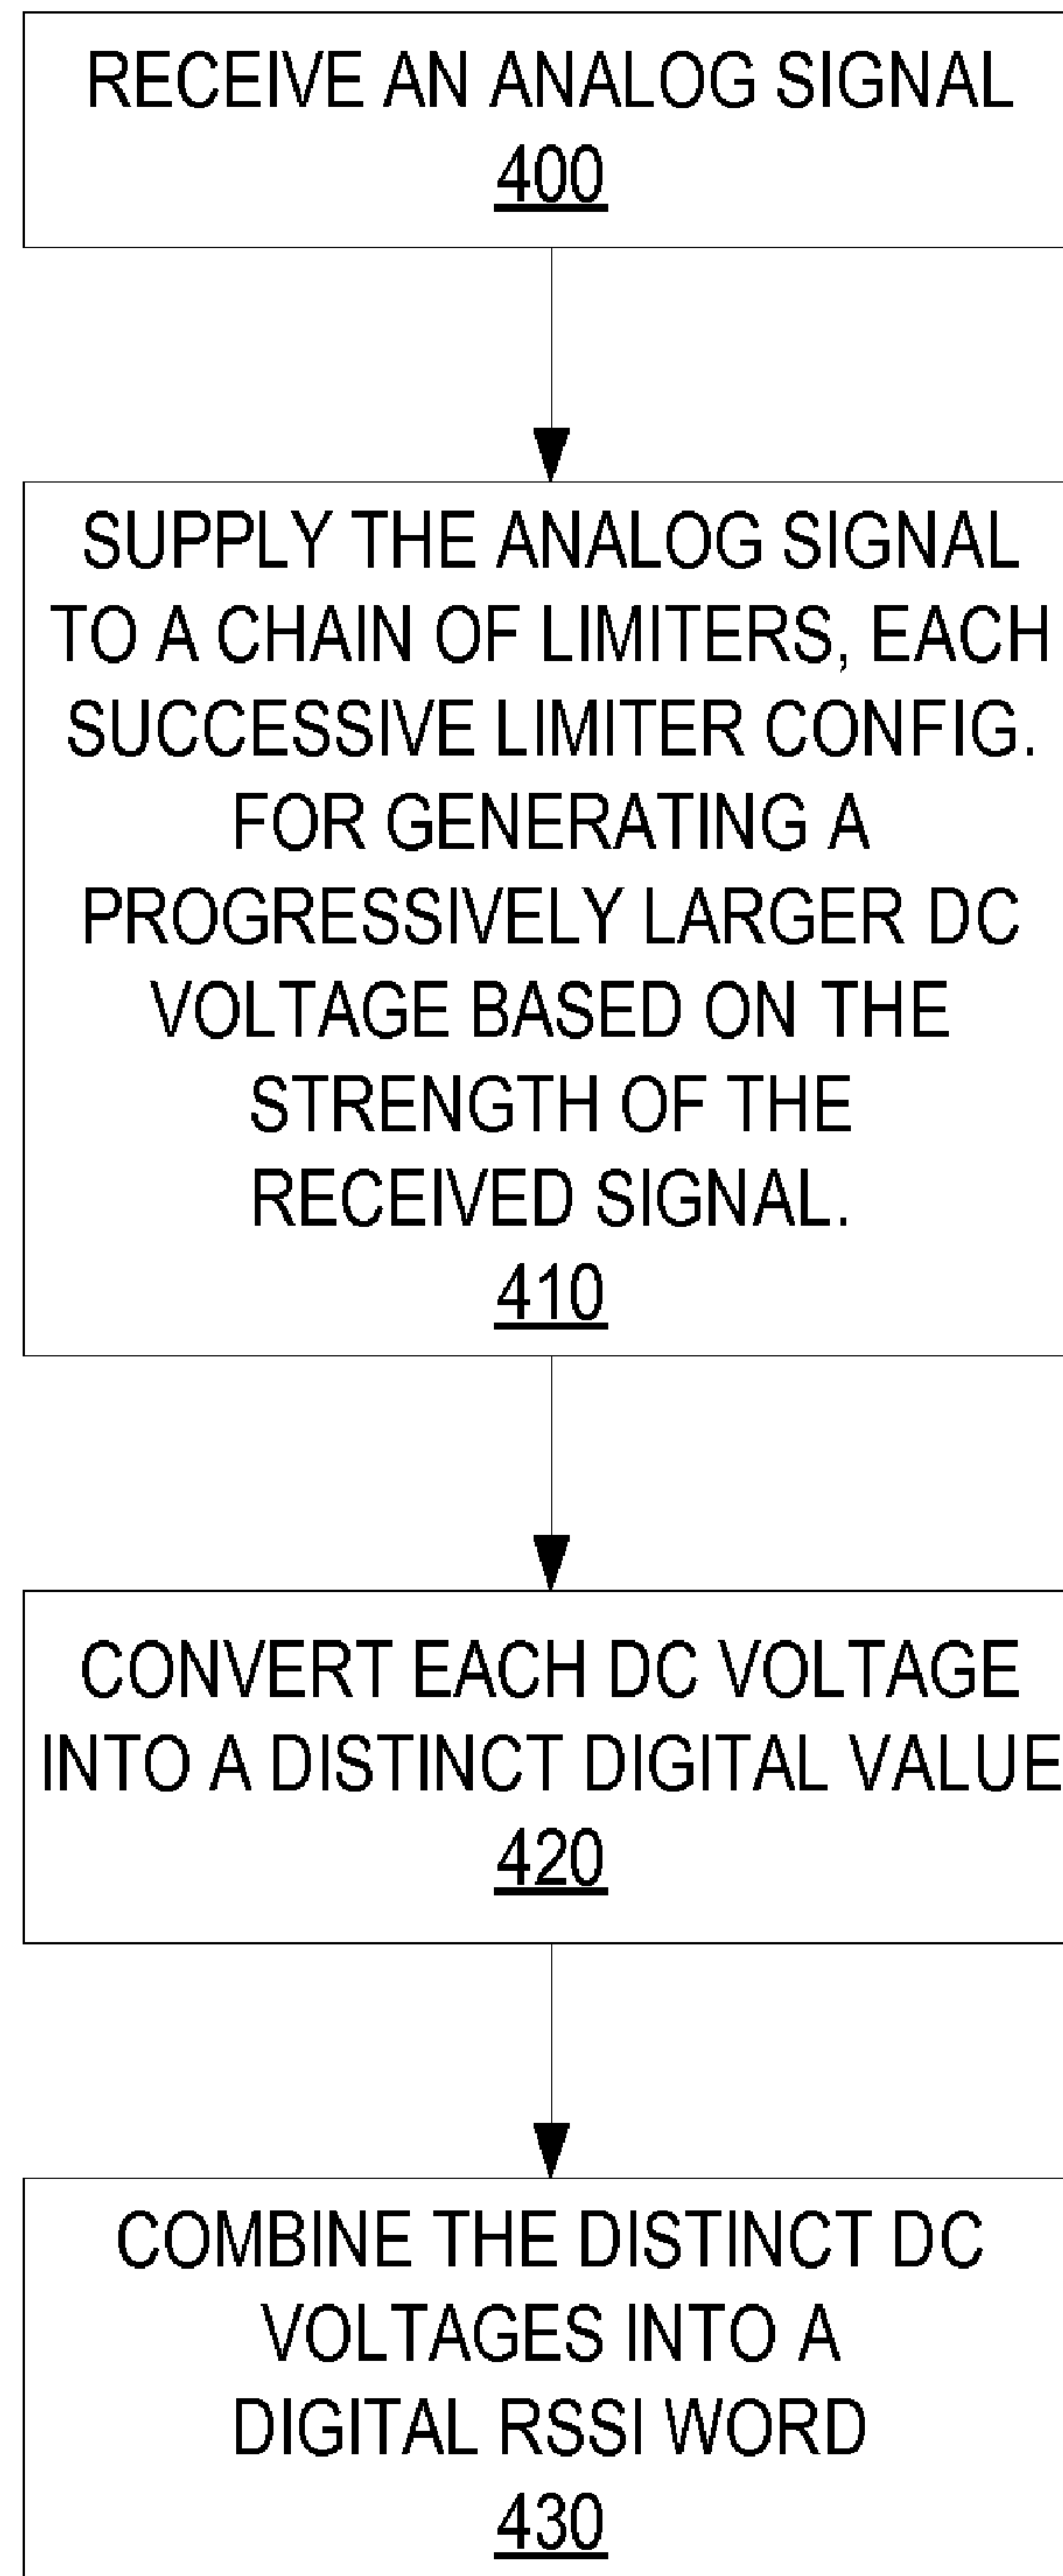 RECEIVE AN ANALOG SIGNAL
400
SUPPLY THE ANALOG SIGNAL
TO A CHAIN OF LIMITERS, EACH
SUCCESSIVE LIMITER CONFIG.
FOR GENERATING A
PROGRESSIVELY LARGER DC
VOLTAGE BASED ON THE
STRENGTH OF THE
RECEIVED SIGNAL.
410
CONVERT EACH DC VOLTAGE
INTO A DISTINCT DIGITAL VALUE
420
COMBINE THE DISTINCT DC
VOLTAGES INTO A
DIGITAL RSSI WORD
430